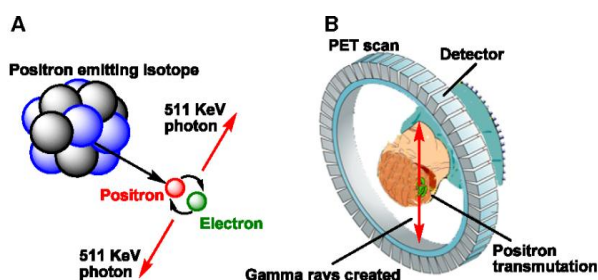 A
Positron emitting isotope
511 KeV
photon
Positron
Electron
511 KeV
photon
B
PET scan
Detector
Positron
transmutation
Gamma rays created